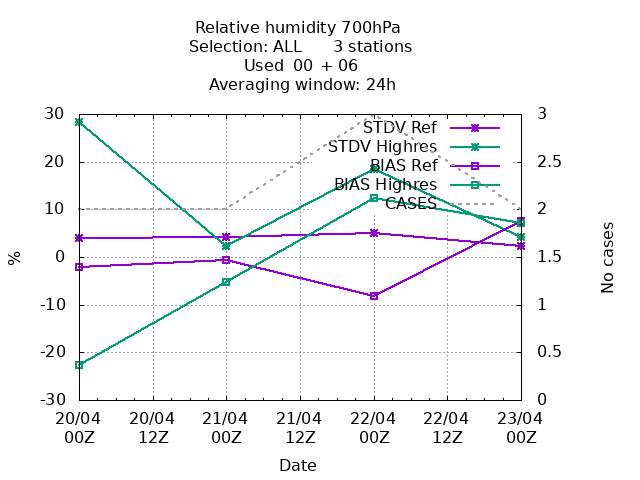 Relative humidity 700hPa
Selection: ALL 3 stations
Used 00 + 06
Averaging window: 24h
30 3
STDV Ref
STDV Highres
20 2.5
BIAS Ref
BIAS Highres
CASES
10 2
0 1.5
% No cases
-10 1
-20 0.5
-30 0
20/04 20/04 21/04 21/04 22/04 22/04 23/04
00Z 12Z 00Z 12Z 00Z 12Z 00Z
Date